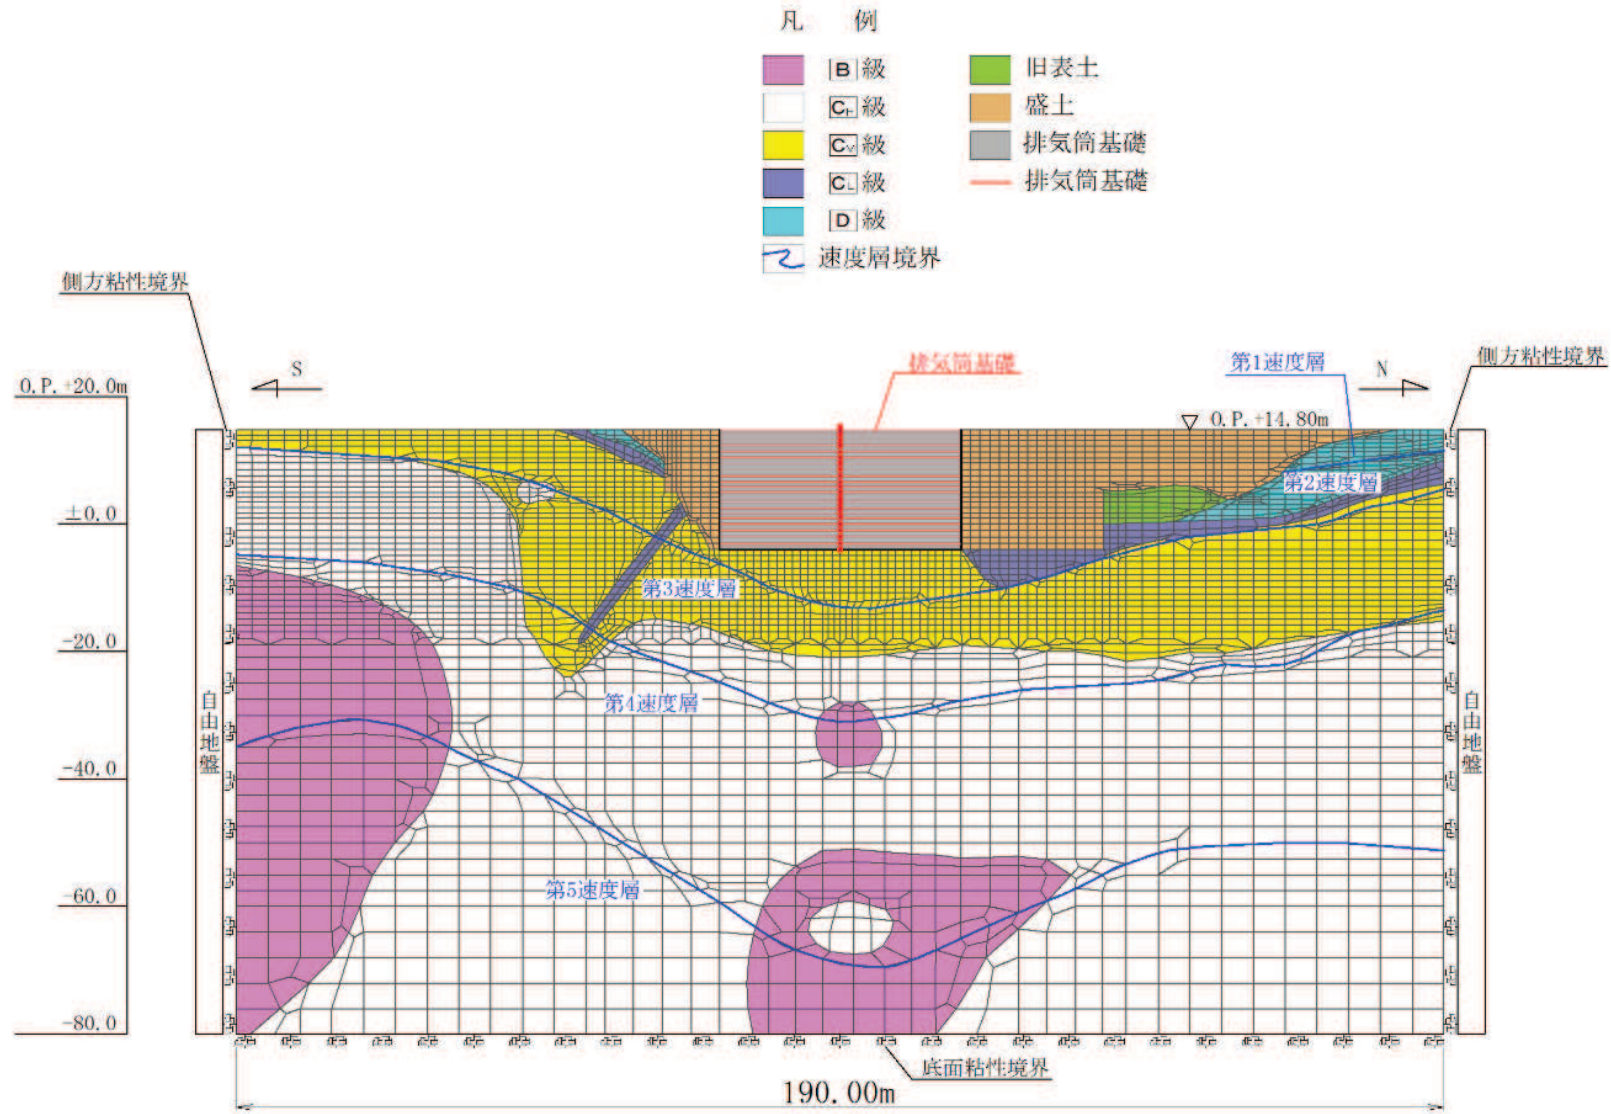 凡 例
B級
CH級
CM級
CL級
D級
速度層境界
旧表土
盛土
排気筒基礎
排気筒基礎
側方粘性境界
S
排気筒基礎
第1速度層
N
側方粘性境界
O.P.+20.0m
O.P.+14.80m
第2速度層
±0.0
第3速度層
-20.0
第4速度層
自由地盤
自由地盤
-40.0
第5速度層
-60.0
-80.0
底面粘性境界
190.00m